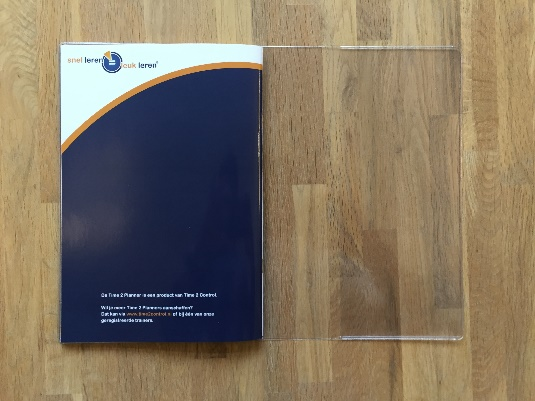 snel leren = leuk leren®
De Time 2 Planner is een product van Time 2 Control.
Wil je meer Time 2 Planners aanschaffen?
Dat kan via www.time2control.nl of bij één van onze
geregistreerde trainers.